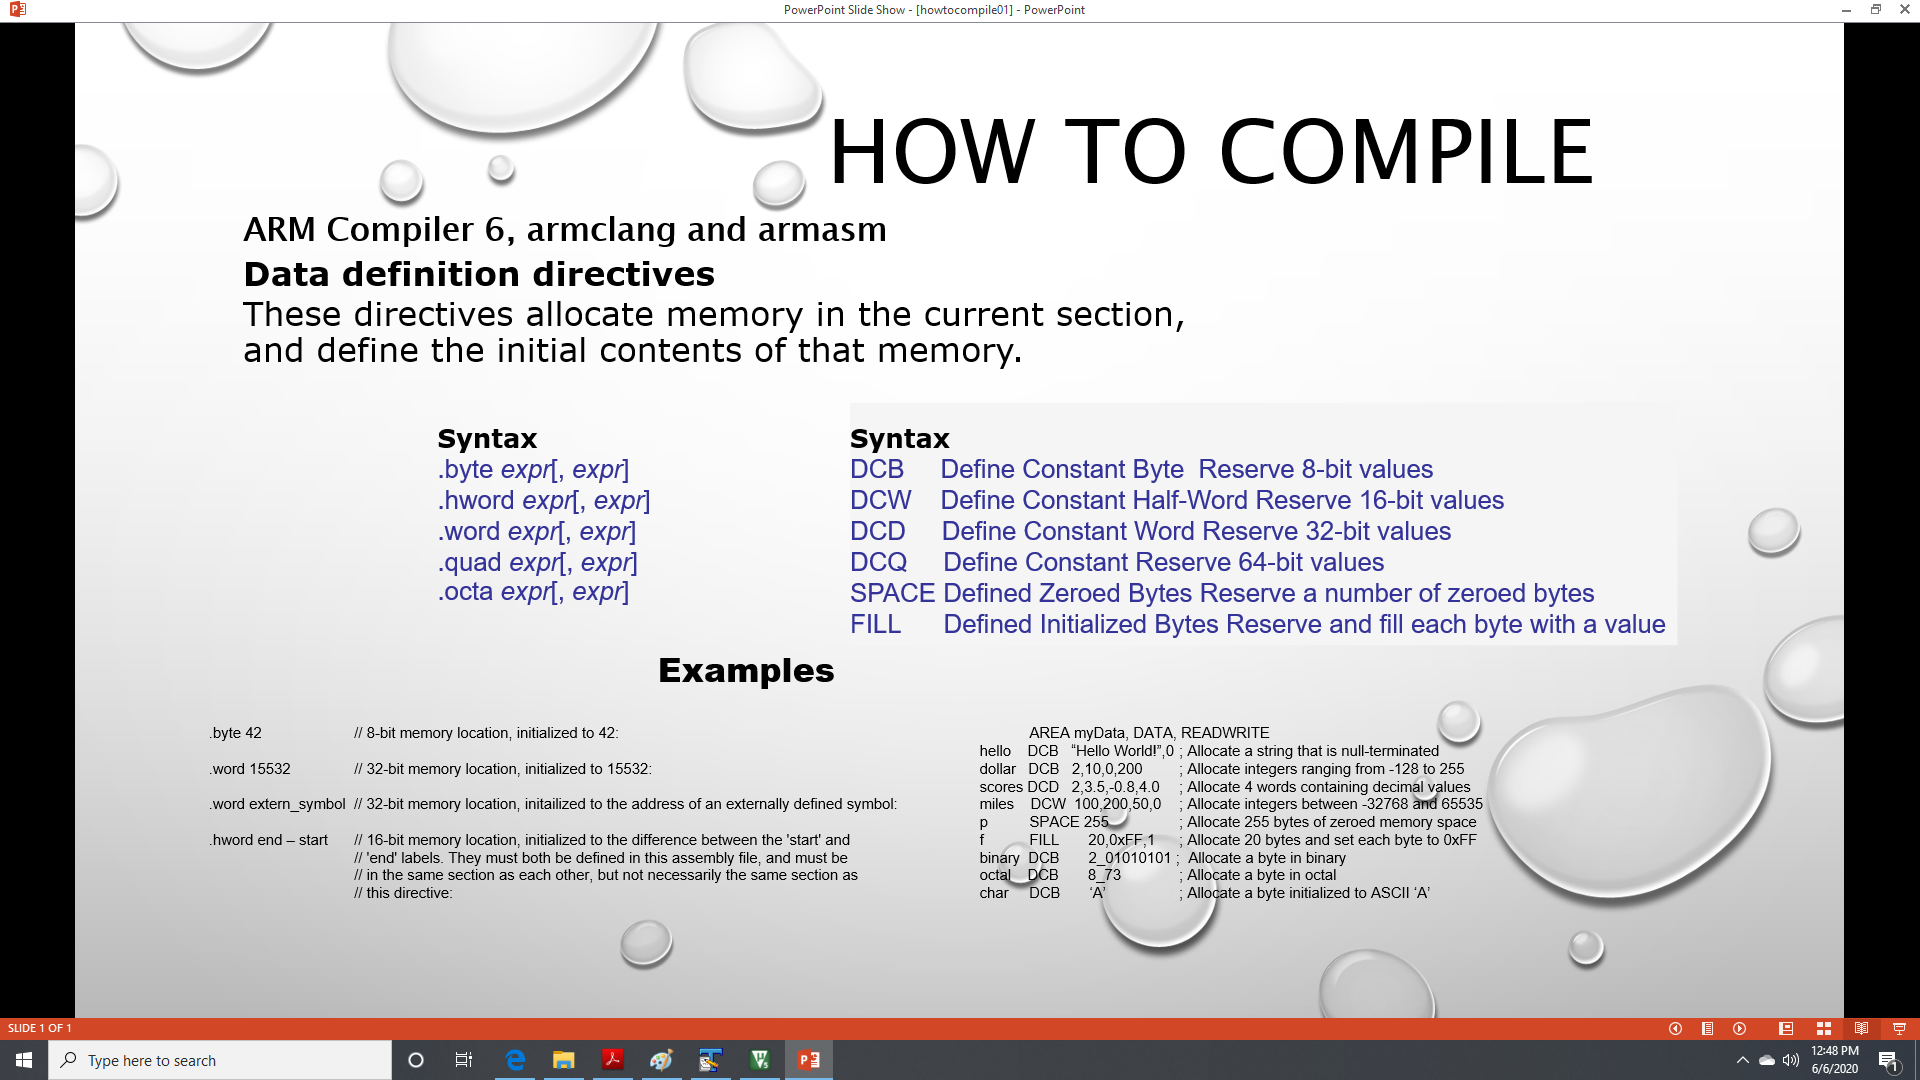 PowerPoint Slide Show - [howtocompile01] - PowerPoint
HOW TO COMPILE
ARM Compiler 6, armclang and armasm
Data definition directives
These directives allocate memory in the current section,
and define the initial contents of that memory.
Syntax
.byte expr[, expr]
.hword expr[, expr]
.word expr[, expr]
.quad expr[, expr]
.octa expr[, expr]
Syntax
DCB Define Constant Byte Reserve 8-bit values
DCW Define Constant Half-Word Reserve 16-bit values
DCD Define Constant Word Reserve 32-bit values
DCQ Define Constant Reserve 64-bit values
SPACE Defined Zeroed Bytes Reserve a number of zeroed bytes
FILL Defined Initialized Bytes Reserve and fill each byte with a value
Examples
.byte 42 // 8-bit memory location, initialized to 42:
.word 15532 // 32-bit memory location, initialized to 15532:
.word extern_symbol // 32-bit memory location, initailized to the address of an externally defined symbol:
.hword end – start // 16-bit memory location, initialized to the difference between the 'start' and
// 'end' labels. They must both be defined in this assembly file, and must be
// in the same section as each other, but not necessarily the same section as
// this directive:
AREA myData, DATA, READWRITE
hello DCB “Hello World!”,0 ; Allocate a string that is null-terminated
dollar DCB 2,10,0,200 ; Allocate integers ranging from -128 to 255
scores DCD 2,3.5,-0.8,4.0 ; Allocate 4 words containing decimal values
miles DCW 100,200,50,0 ; Allocate integers between -32768 and 65535
p SPACE 255 ; Allocate 255 bytes of zeroed memory space
f FILL 20,0xFF,1 ; Allocate 20 bytes and set each byte to 0xFF
binary DCB 2_01010101 ; Allocate a byte in binary
octal DCB 8_73 ; Allocate a byte in octal
char DCB ‘A’ ; Allocate a byte initialized to ASCII ‘A’
SLIDE 1 OF 1
Type here to search
12:48 PM
6/6/2020
1